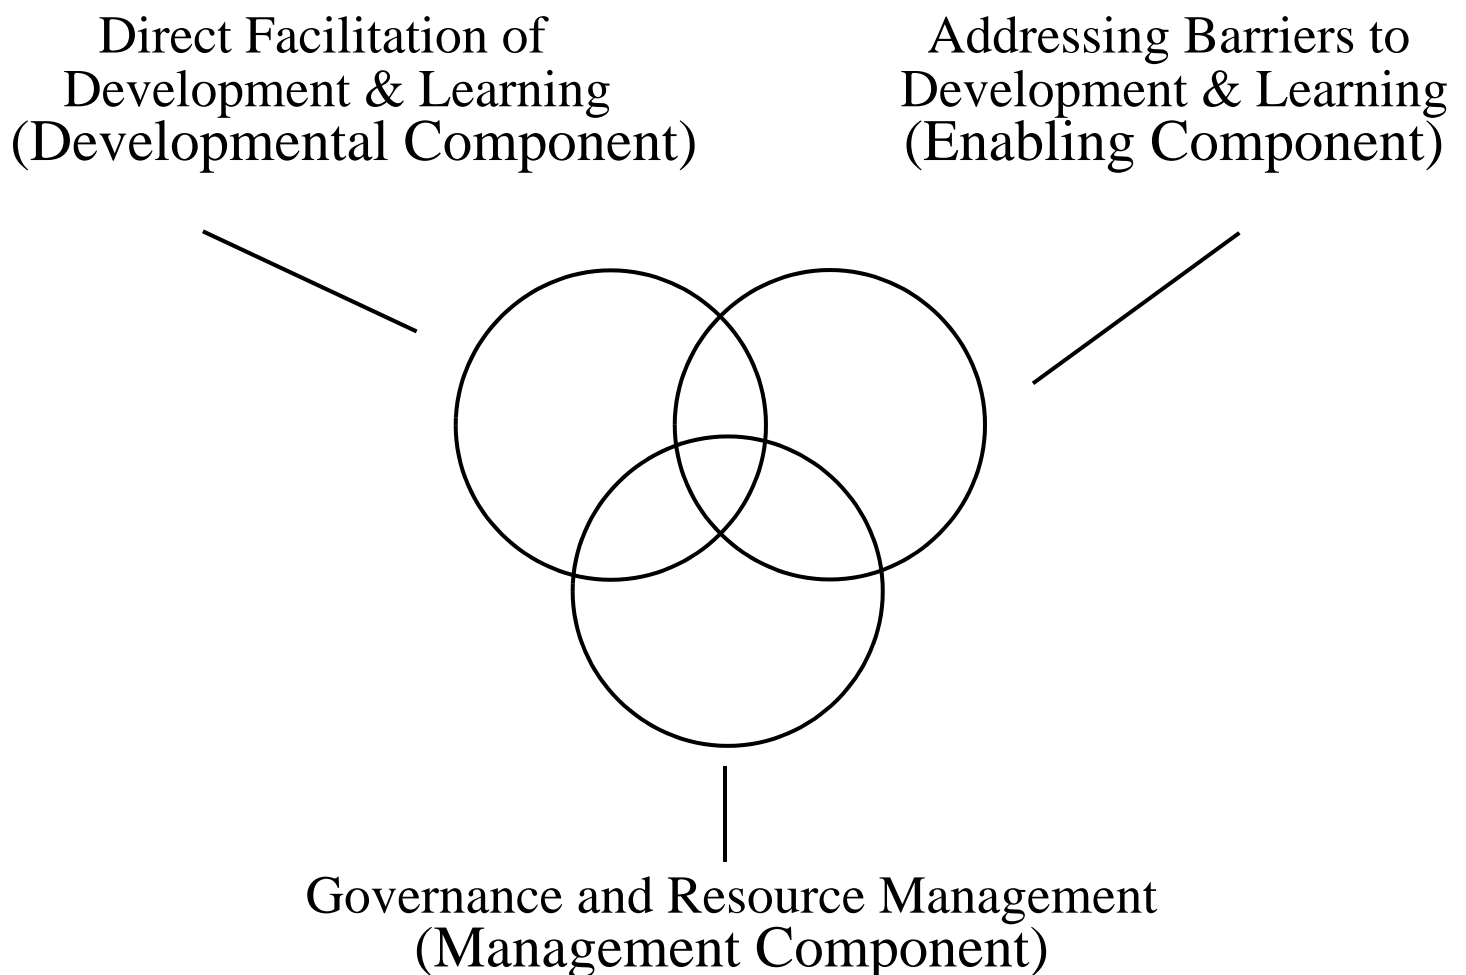 Direct Facilitation of
Development & Learning
(Developmental Component)
Addressing Barriers to
Development & Learning
(Enabling Component)
Governance and Resource Management
(Management Component)